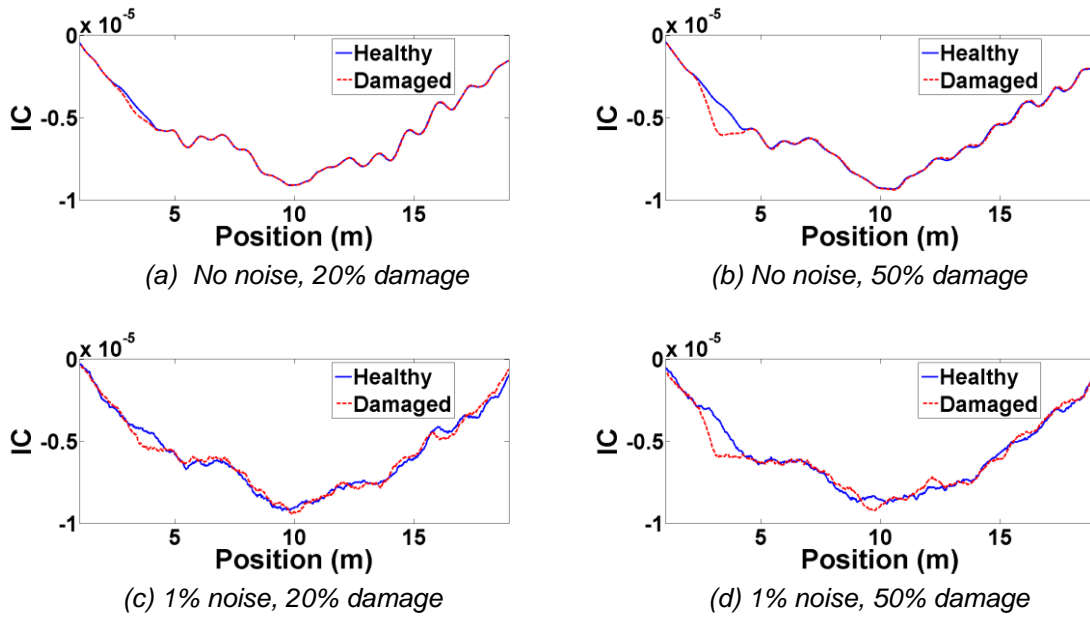 0 x 10-5
Healthy
Damaged
IC
-0.5
-1
5 10 15
Position (m)
(a) No noise, 20% damage
0 x 10-5
Healthy
Damaged
IC
-0.5
-1
5 10 15
Position (m)
(b) No noise, 50% damage
0 x 10-5
Healthy
Damaged
IC
-0.5
-1
5 10 15
Position (m)
(c) 1% noise, 20% damage
0 x 10-5
Healthy
Damaged
IC
-0.5
-1
5 10 15
Position (m)
(d) 1% noise, 50% damage